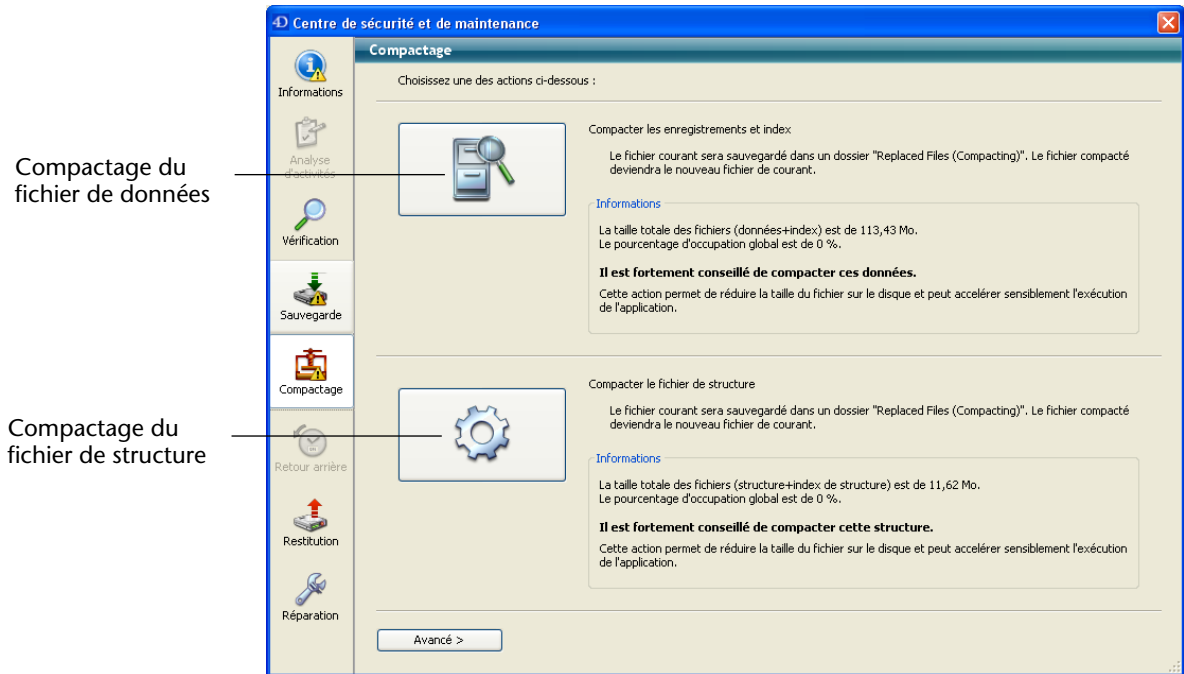 Centre de sécurité et de maintenance
Compactage
Informations
Analyse
d'activités
Vérification
Sauvegarde
Compactage
Retour arrière
Restitution
Réparation
Compactage du
fichier de données
Compactage du
fichier de structure
Choisissez une des actions ci-dessous :
Compacter les enregistrements et index
Le fichier courant sera sauvegardé dans un dossier "Replaced Files (Compacting)". Le fichier compacté
deviendra le nouveau fichier de courant.
Informations
La taille totale des fichiers (données+index) est de 113,43 Mo.
Le pourcentage d'occupation global est de 0 %.
Il est fortement conseillé de compacter ces données.
Cette action permet de réduire la taille du fichier sur le disque et peut accelérer sensiblement l'exécution
de l'application.
Compacter le fichier de structure
Le fichier courant sera sauvegardé dans un dossier "Replaced Files (Compacting)". Le fichier compacté
deviendra le nouveau fichier de courant.
Informations
La taille totale des fichiers (structure+index de structure) est de 11,62 Mo.
Le pourcentage d'occupation global est de 0 %.
Il est fortement conseillé de compacter cette structure.
Cette action permet de réduire la taille du fichier sur le disque et peut accelérer sensiblement l'exécution
de l'application.
Avancé >